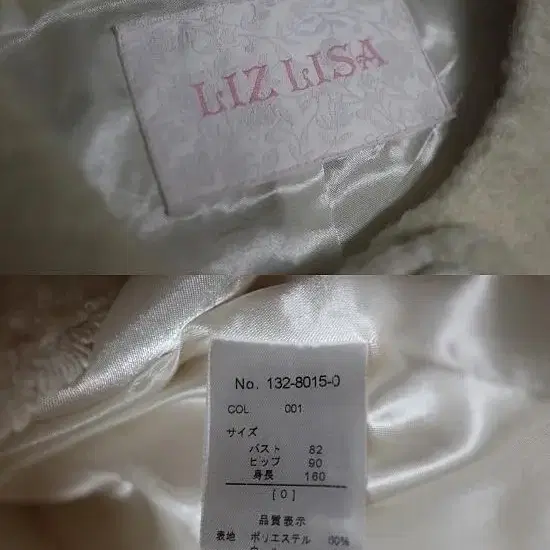 LIZ LISA
No. 132-8015-0
COL 001
サイズ
バスト 82
ヒップ 90
身長 160
[0]
品質表示
表地 ポリエステル 60%